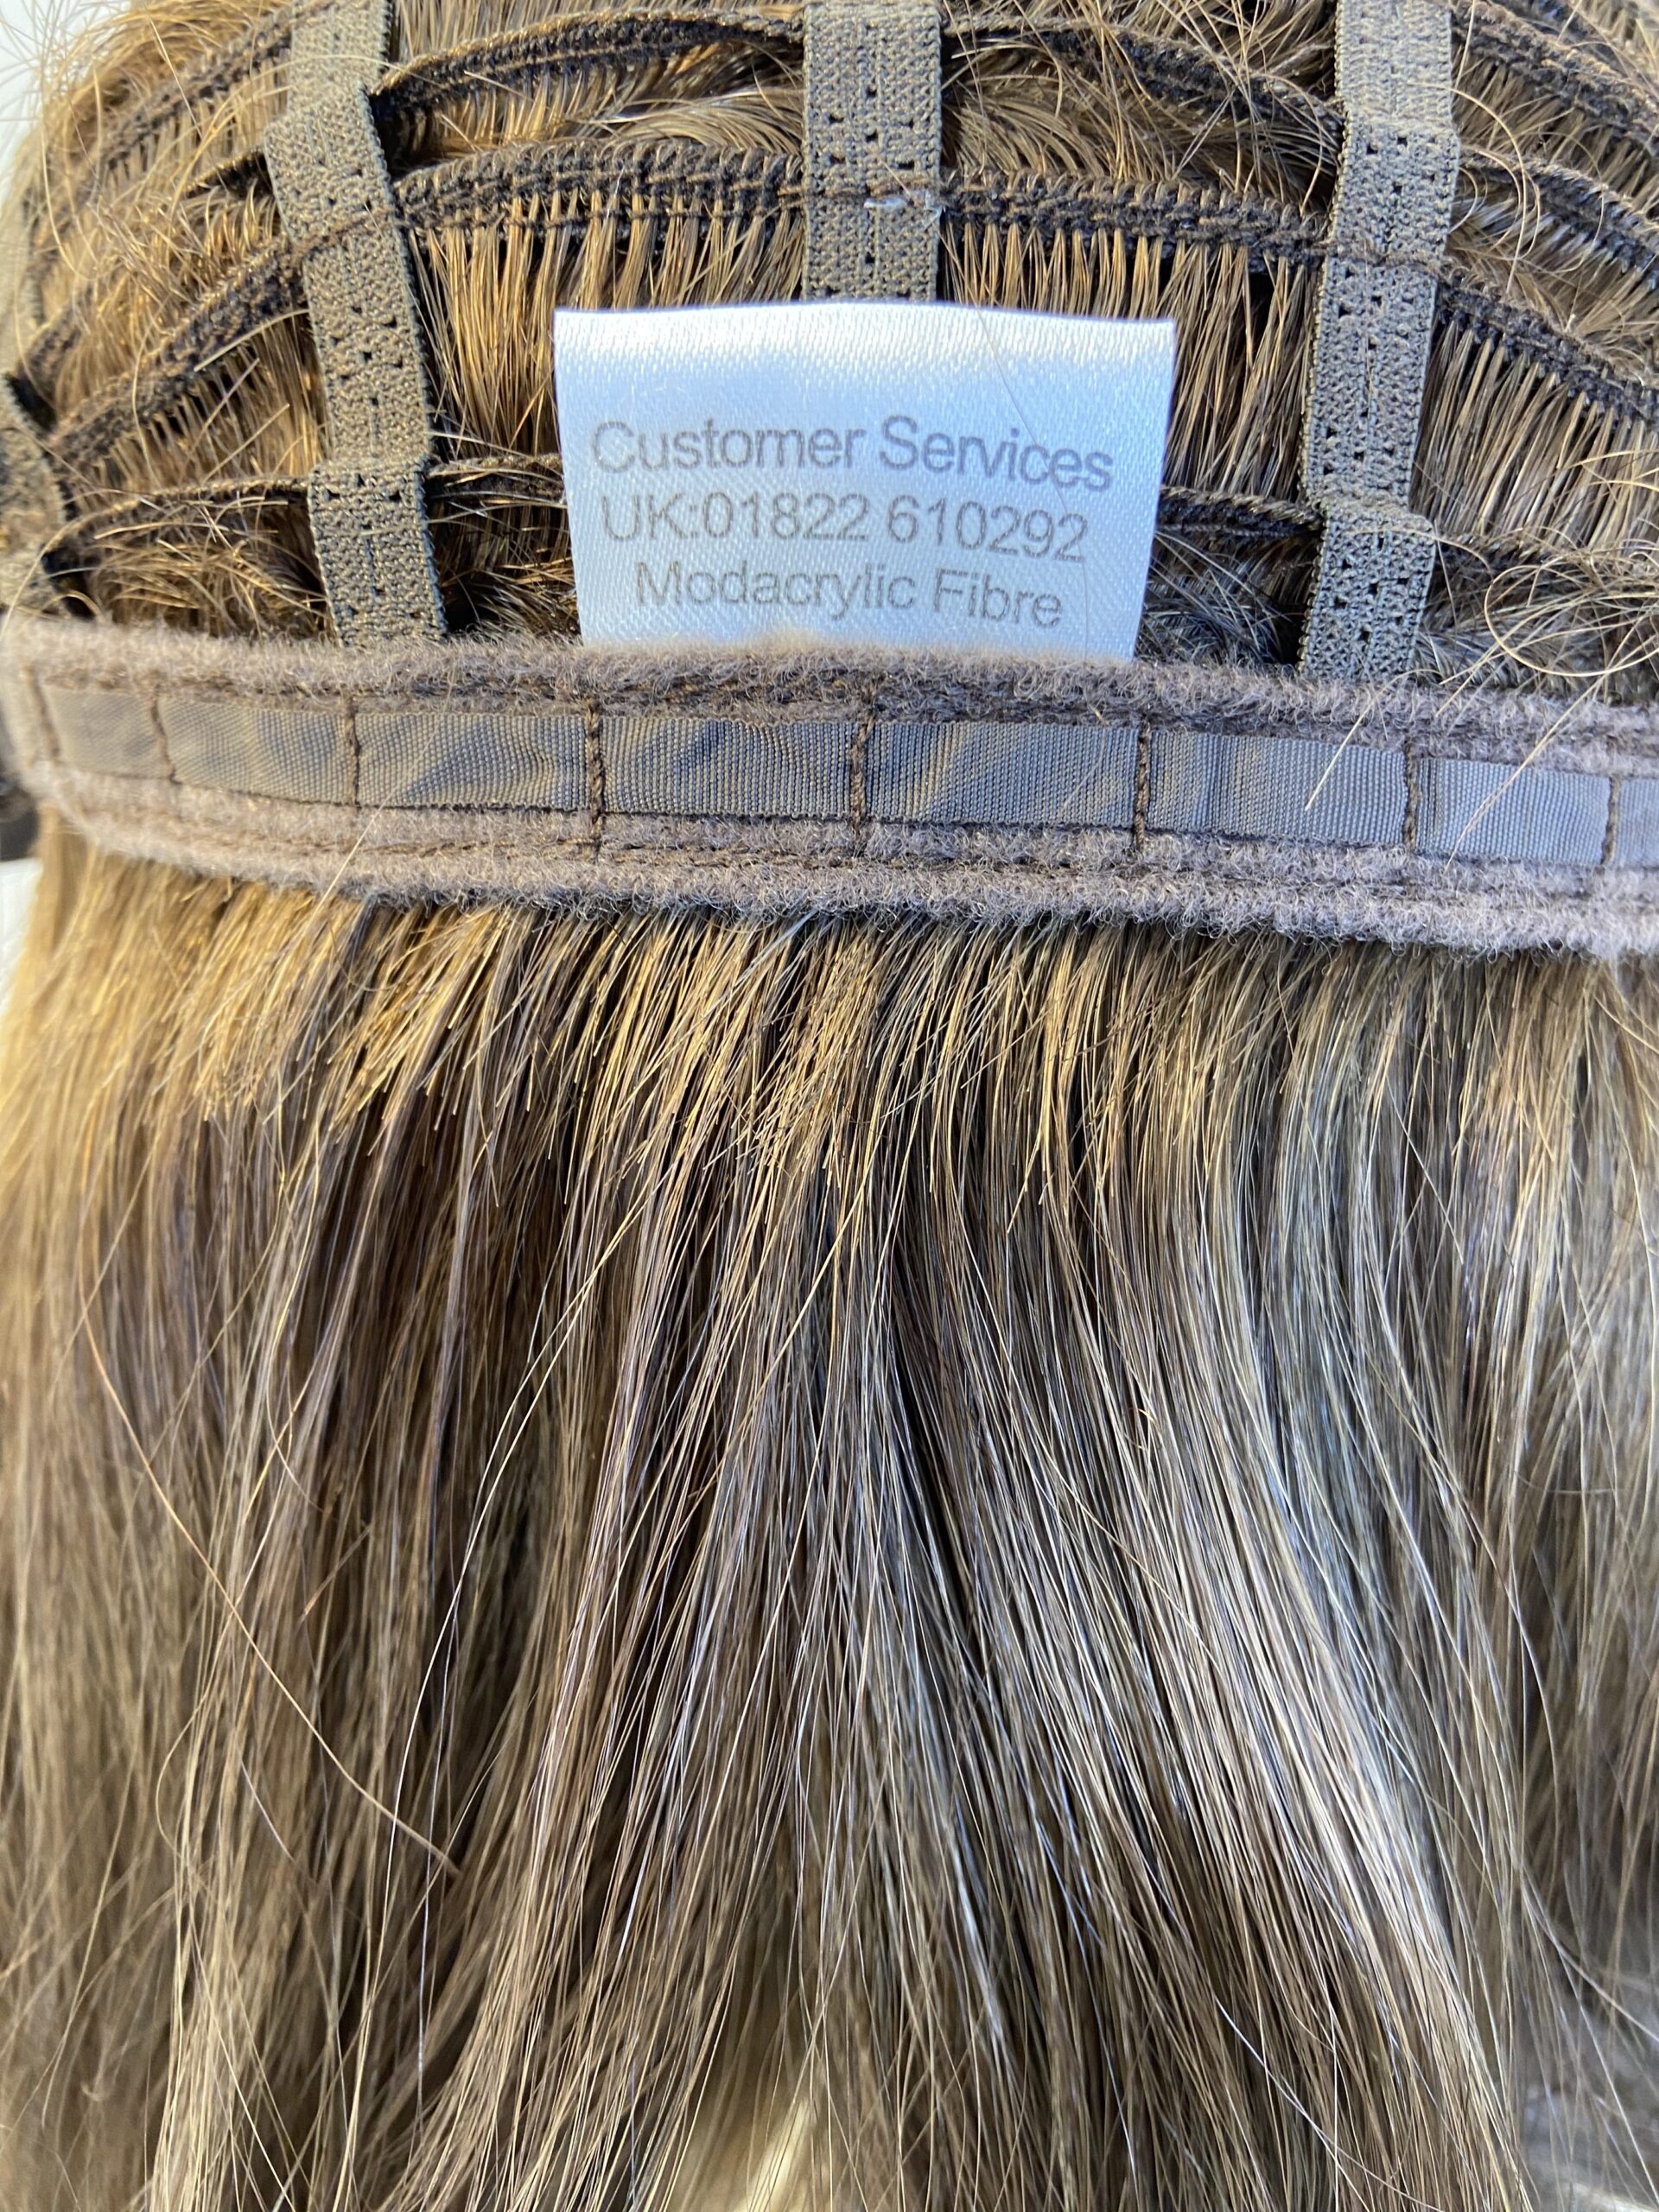 Customer Services
UK:01822 610292
Modacrylic Fibre